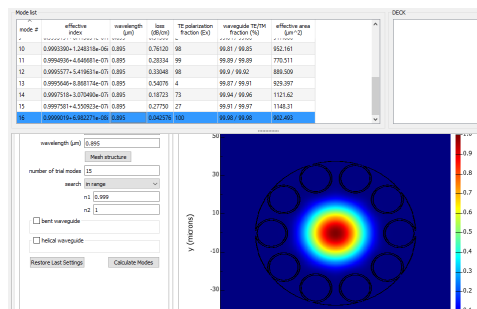 Mode list
DECK
mode # effective index wavelength (µm) loss (dB/cm) TE polarization fraction (Ex) waveguide TE/TM fraction (%) effective area (µm^2)
10 0.9993390+1.248318e-06i 0.895 0.76120 98 99.81 / 99.85 952.161
11 0.9994936+4.646681e-07i 0.895 0.28334 99 99.89 / 99.89 770.511
12 0.9995577+5.419631e-07i 0.895 0.33048 98 99.9 / 99.92 889.509
13 0.9995646+8.868174e-07i 0.895 0.54076 4 99.87 / 99.91 929.397
14 0.9997518+3.070490e-07i 0.895 0.18723 73 99.94 / 99.96 1121.62
15 0.9997581+4.550923e-07i 0.895 0.27750 27 99.91 / 99.97 1148.31
16 0.9999019+6.982271e-08i 0.895 0.042576 100 99.98 / 99.98 902.493
wavelength (µm) 0.895
Mesh structure
number of trial modes 15
search in range
n1 0.999
n2 1
bent waveguide
helical waveguide
Restore Last Settings Calculate Modes
y (microns)
50
30
10
-10
-30
0.9
0.8
0.7
0.6
0.5
0.4
0.3
0.2